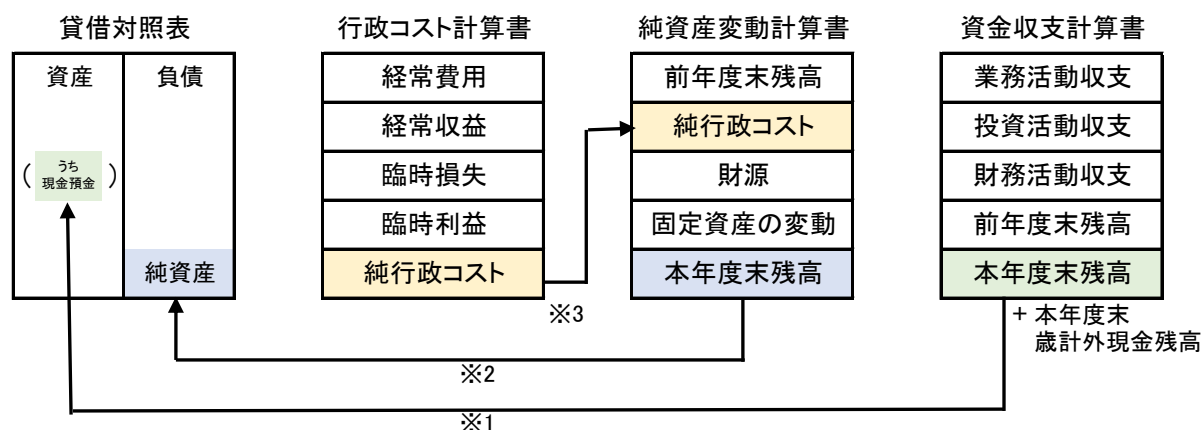 貸借対照表
資産
負債
(うち
現金預金)
純資産
行政コスト計算書
経常費用
経常収益
臨時損失
臨時利益
純行政コスト
純資産変動計算書
前年度末残高
純行政コスト
財源
固定資産の変動
本年度末残高
資金収支計算書
業務活動収支
投資活動収支
財務活動収支
前年度末残高
本年度末残高
+ 本年度末
歳計外現金残高
※3
※2
※1